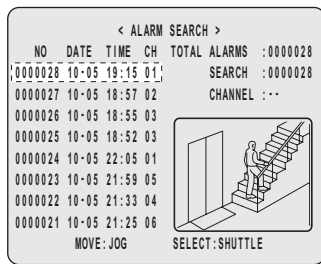 < ALARM SEARCH >
NO DATE TIME CH TOTAL ALARMS :0000028
0000028 10-05 19:15 01 SEARCH :0000028
0000027 10-05 18:57 02 CHANNEL :--
0000026 10-05 18:55 03
0000025 10-05 18:52 03
0000024 10-05 22:05 01
0000023 10-05 21:59 05
0000022 10-05 21:33 04
0000021 10-05 21:25 06
MOVE:JOG SELECT:SHUTTLE